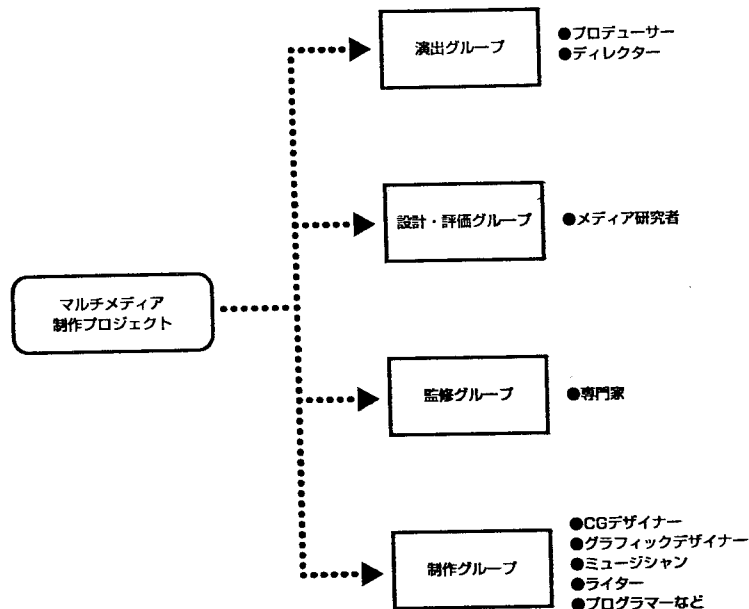 演出グループ
●プロデューサー
●ディレクター
設計・評価グループ
●メディア研究者
マルチメディア
制作プロジェクト
監修グループ
●専門家
制作グループ
●CGデザイナー
●グラフィックデザイナー
●ミュージシャン
●ライター
●プログラマーなど